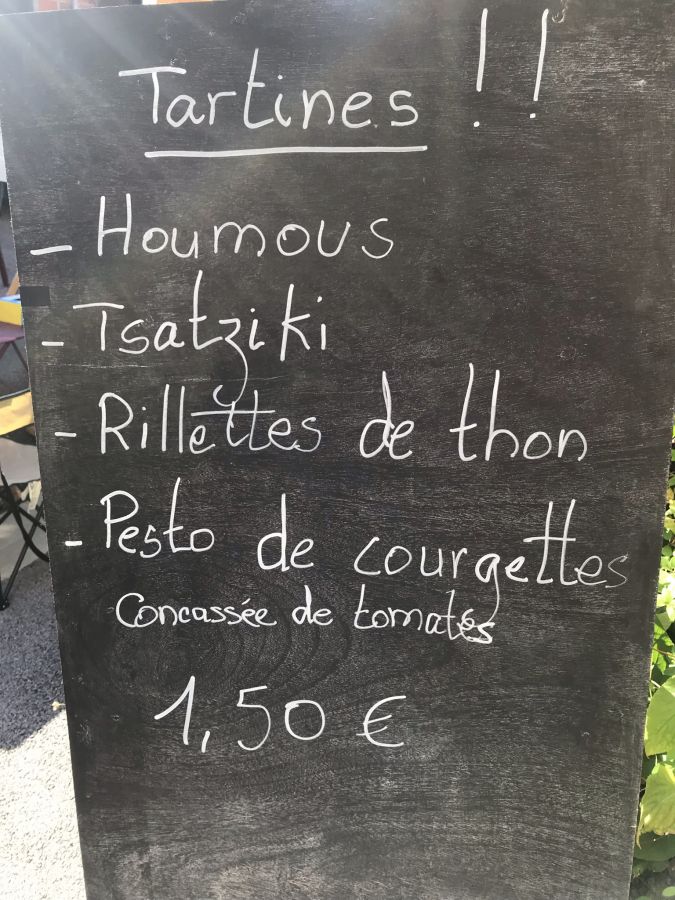 Tartines !!
- Houmous
- Tsatziki
- Rillettes de thon
- Pesto de courgettes
Concassée de tomates
1,50 €